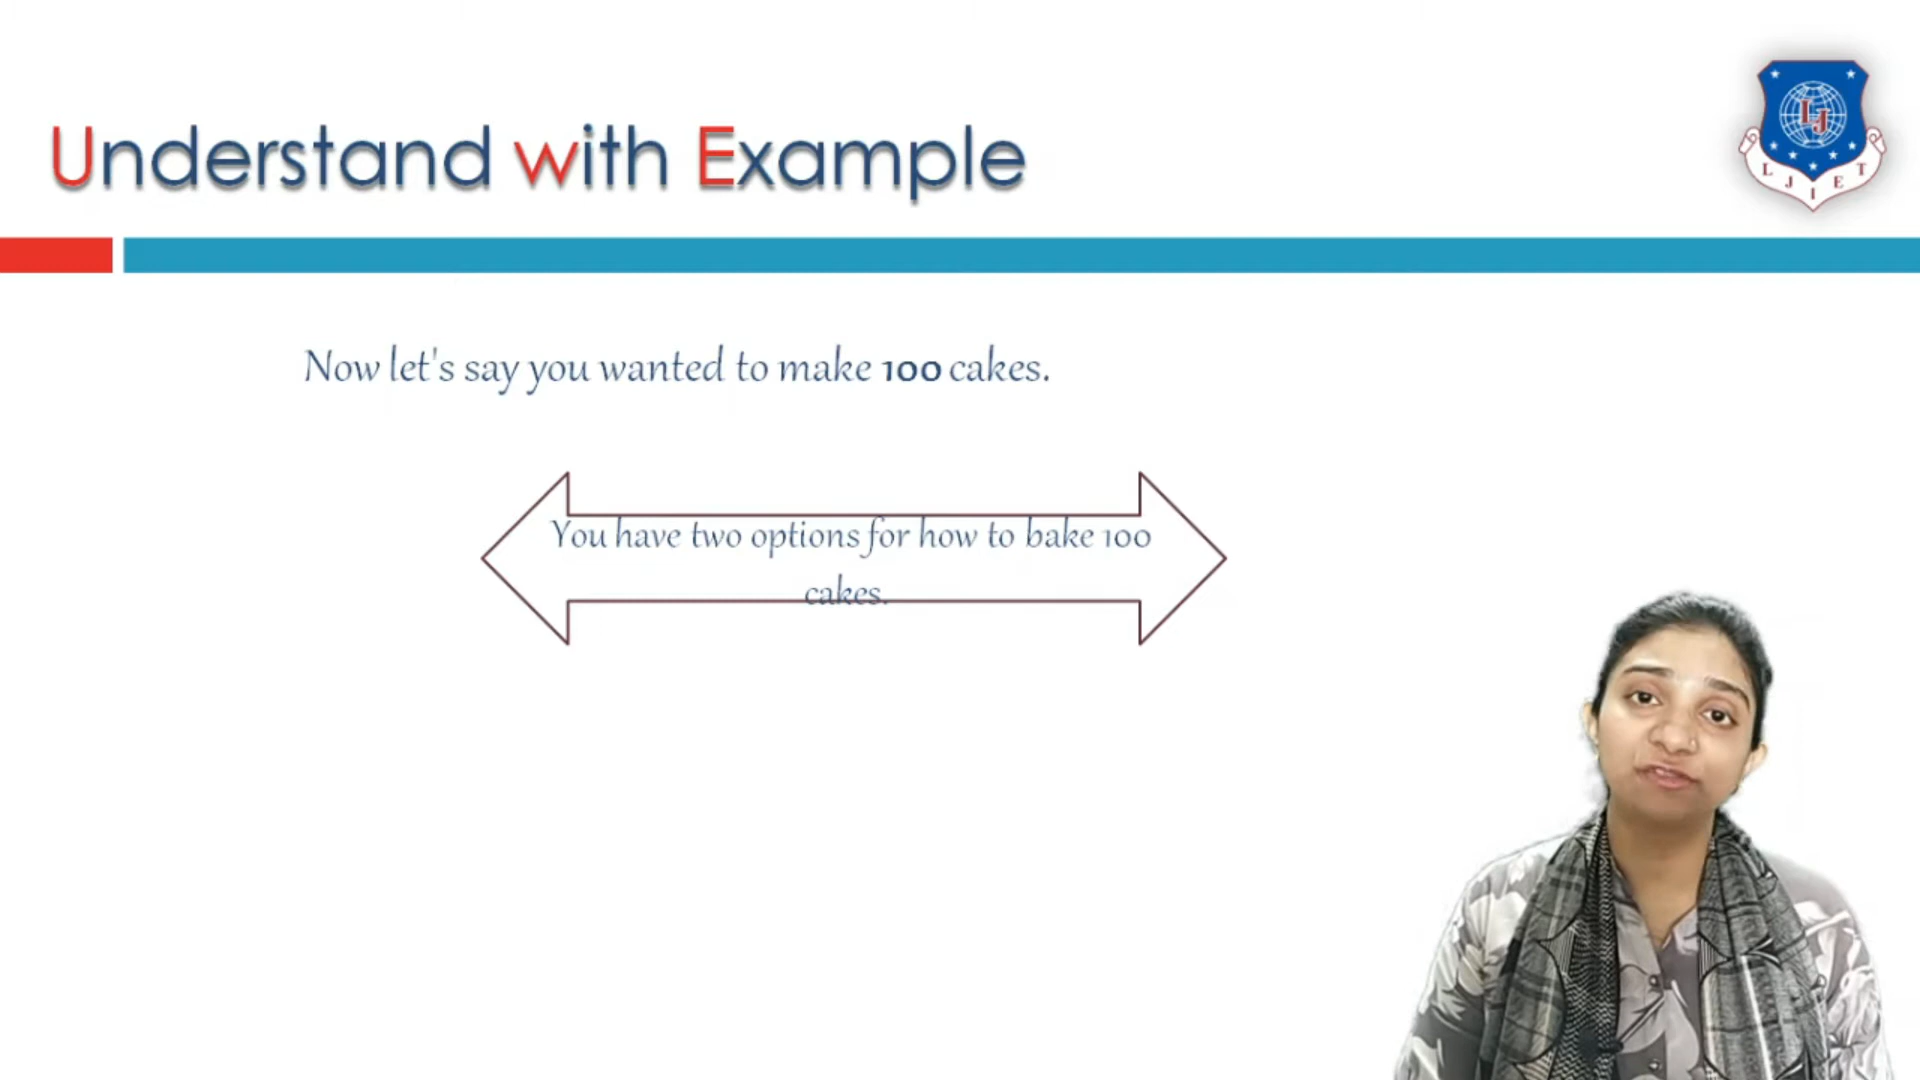 Understand with Example
LJ
L J I E T
Now let's say you wanted to make 100 cakes.
You have two options for how to bake 100
cakes.